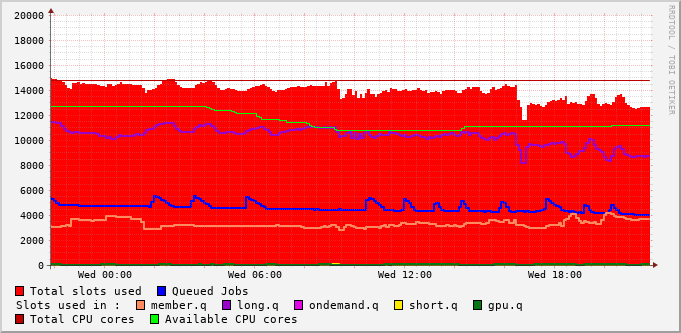 20000
18000
16000
14000
12000
10000
8000
6000
4000
2000
0
Wed 00:00 Wed 06:00 Wed 12:00 Wed 18:00
Total slots used Queued Jobs
Slots used in : member.q long.q ondemand.q short.q gpu.q
Total CPU cores Available CPU cores
RRDTOOL / TOBI OETIKER